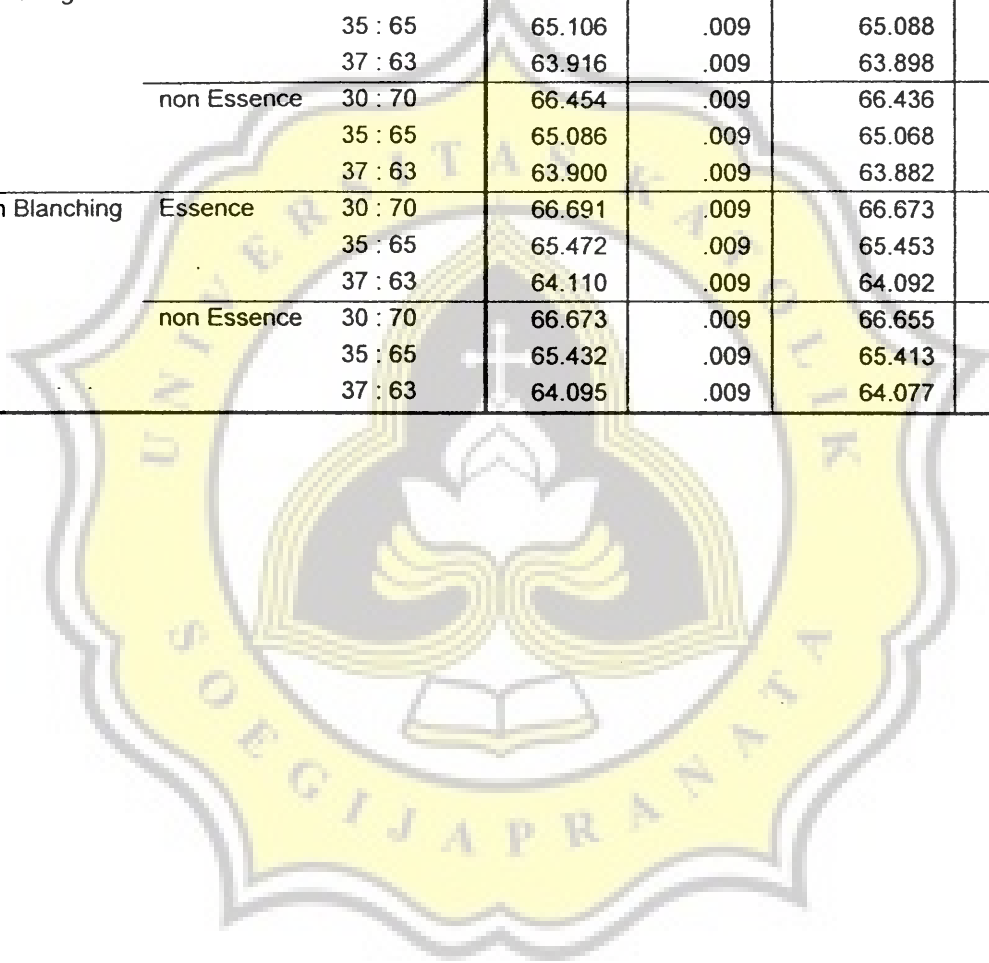 35 : 65 65.106 .009 65.088
37 : 63 63.916 .009 63.898
non Essence 30 : 70 66.454 .009 66.436
35 : 65 65.086 .009 65.068
37 : 63 63.900 .009 63.882
Blanching Essence 30 : 70 66.691 .009 66.673
35 : 65 65.472 .009 65.453
37 : 63 64.110 .009 64.092
non Essence 30 : 70 66.673 .009 66.655
35 : 65 65.432 .009 65.413
37 : 63 64.095 .009 64.077
UNIVERSITAS KATOLIK
SOEGIJAPRANATA